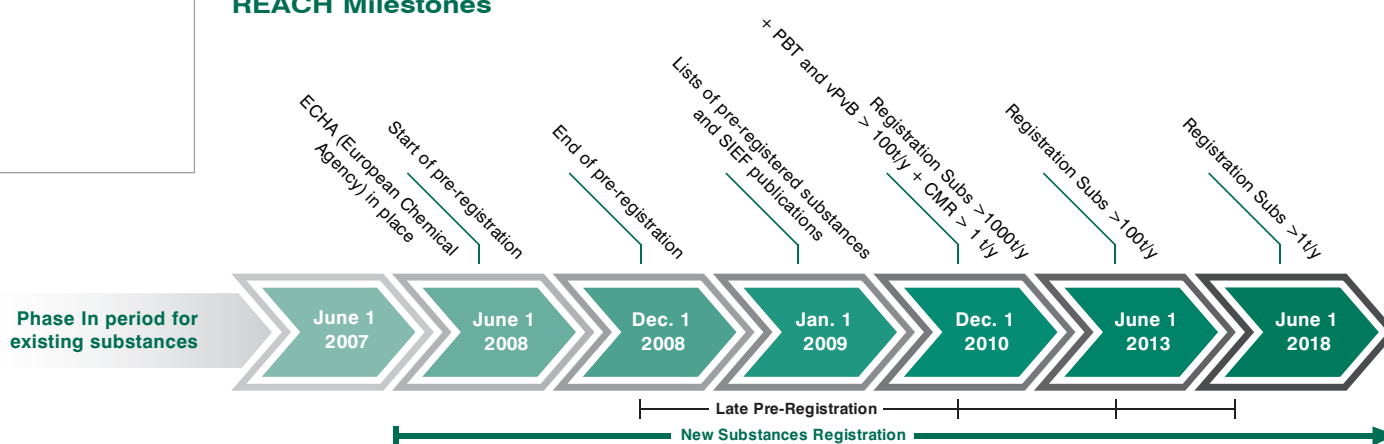 REACH Milestones
ECHA (European Chemical
Agency) in place
Start of pre-registration
End of pre-registration
Lists of pre-registered substances
and SIEF publications
Registration Subs >1000t/y
+ PBT and vPvB > 100t/y + CMR > 1 t/y
Registration Subs >100t/y
Registration Subs >1t/y
Phase In period for
existing substances
June 1
2007
June 1
2008
Dec. 1
2008
Jan. 1
2009
Dec. 1
2010
June 1
2013
June 1
2018
Late Pre-Registration
New Substances Registration